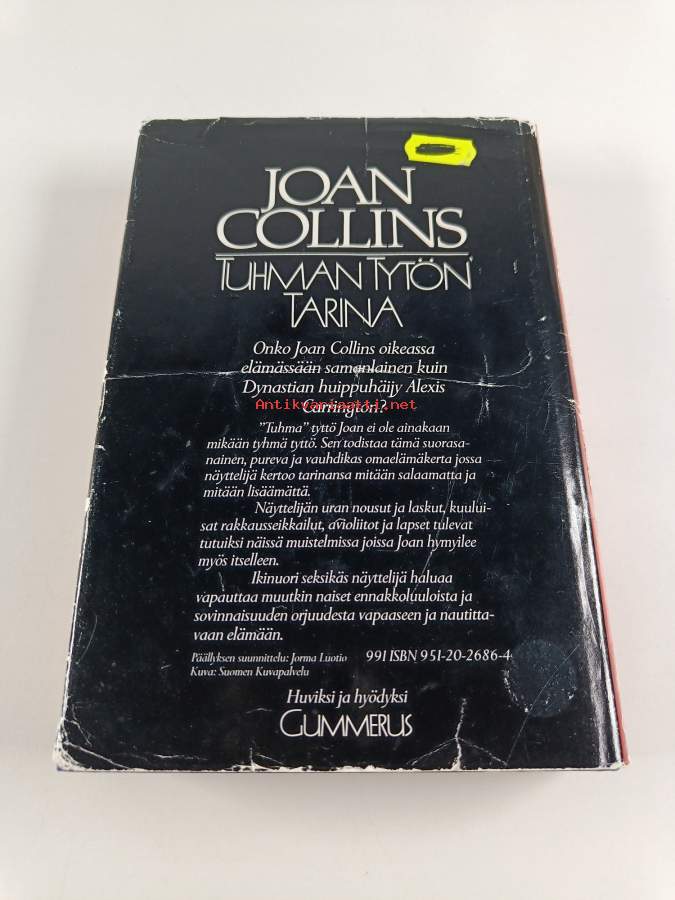 JOAN
COLLINS
TUHMAN TYTÖN
TARINA
Onko Joan Collins oikeassa
elämässään samanlainen kuin
Dynastian huippuhäijy Alexis
Carrington?
Antikvariaatti.net
"Tuhma" tyttö Joan ei ole ainakaan
mikään tyhmä tyttö. Sen todistaa tämä suorasa-
nainen, pureva ja vauhdikas omaelämäkerta jossa
näyttelijä kertoo tarinansa mitään salaamatta ja
mitään lisäämättä.
Näyttelijän uran nousut ja laskut, kuului-
sat rakkausseikkailut, avioliitot ja lapset tulevat
tutuiksi näissä muistelmissa joissa Joan hymyilee
myös itselleen.
Ikinuori seksikäs näyttelijä haluaa
vapauttaa muutkin naiset ennakkoluuloista ja
sovinnaisuuden orjuudesta vapaaseen ja nautitta-
vaan elämään.
Päällyksen suunnittelu: Jorma Luotio
Kuva: Suomen Kuvapalvelu
991 ISBN 951-20-2686-4
Huviksi ja hyödyksi
GUMMERUS